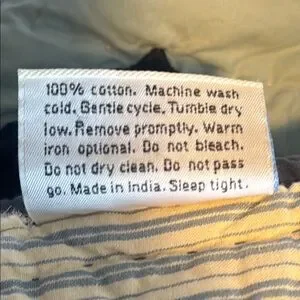 100% cotton. Machine wash
cold. Gentle cycle. Tumble dry
low. Remove promptly. Warm
iron optional. Do not bleach.
Do not dry clean. Do not pass
go. Made in India. Sleep tight.